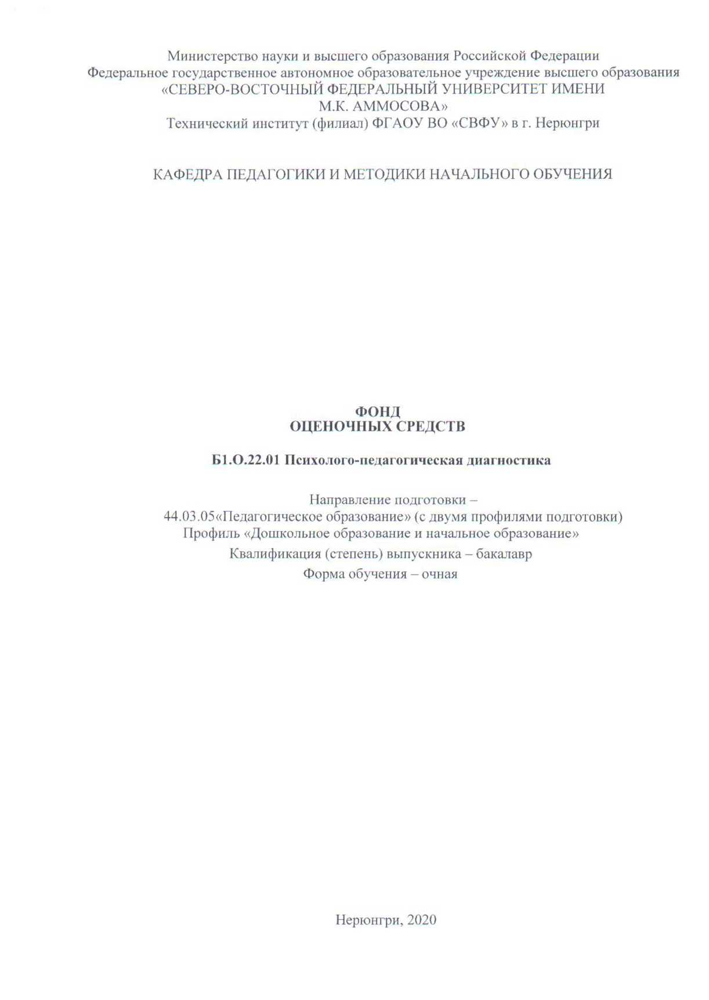 Министерство науки и высшего образования Российской Федерации
Федеральное государственное автономное образовательное учреждение высшего образования
«СЕВЕРО-ВОСТОЧНЫЙ ФЕДЕРАЛЬНЫЙ УНИВЕРСИТЕТ ИМЕНИ
М.К. АММОСОВА»
Технический институт (филиал) ФГАОУ ВО «СВФУ» в г. Нерюнгри
КАФЕДРА ПЕДАГОГИКИ И МЕТОДИКИ НАЧАЛЬНОГО ОБУЧЕНИЯ
ФОНД
ОЦЕНОЧНЫХ СРЕДСТВ
Б1.О.22.01 Психолого-педагогическая диагностика
Направление подготовки –
44.03.05«Педагогическое образование» (с двумя профилями подготовки)
Профиль «Дошкольное образование и начальное образование»
Квалификация (степень) выпускника – бакалавр
Форма обучения – очная
Нерюнгри, 2020